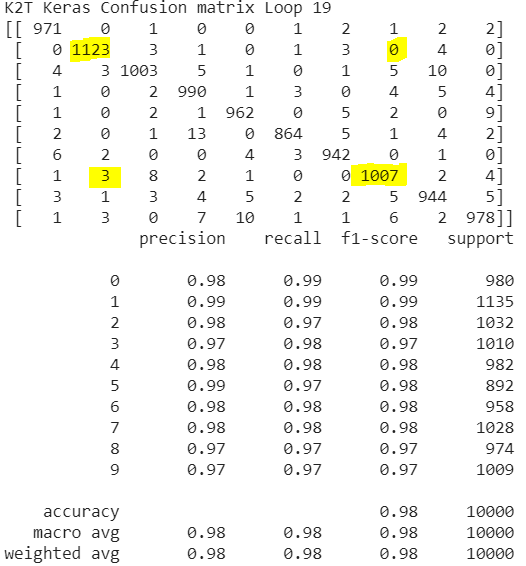 K2T Keras Confusion matrix Loop 19
[[ 971 0 1 0 0 1 2 1 2 2]
[ 0 1123 3 1 0 1 3 0 4 0]
[ 4 3 1003 5 1 0 1 5 10 0]
[ 1 0 2 990 1 3 0 4 5 4]
[ 1 0 2 1 962 0 5 2 0 9]
[ 2 0 1 13 0 864 5 1 4 2]
[ 6 2 0 0 4 3 942 0 1 0]
[ 1 3 8 2 1 0 0 1007 2 4]
[ 3 1 3 4 5 2 2 5 944 5]
[ 1 3 0 7 10 1 1 6 2 978]]
precision recall f1-score support
0 0.98 0.99 0.99 980
1 0.99 0.99 0.99 1135
2 0.98 0.97 0.98 1032
3 0.97 0.98 0.97 1010
4 0.98 0.98 0.98 982
5 0.99 0.97 0.98 892
6 0.98 0.98 0.98 958
7 0.98 0.98 0.98 1028
8 0.97 0.97 0.97 974
9 0.97 0.97 0.97 1009
accuracy 0.98 10000
macro avg 0.98 0.98 0.98 10000
weighted avg 0.98 0.98 0.98 10000